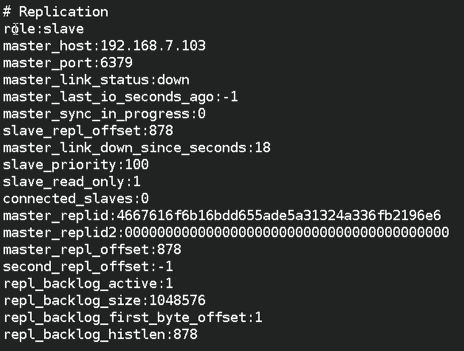 # Replication
role:slave
master_host:192.168.7.103
master_port:6379
master_link_status:down
master_last_io_seconds_ago:-1
master_sync_in_progress:0
slave_repl_offset:878
master_link_down_since_seconds:18
slave_priority:100
slave_read_only:1
connected_slaves:0
master_replid:4667616f6b16bdd655ade5a31324a336fb2196e6
master_replid2:0000000000000000000000000000000000000000
master_repl_offset:878
second_repl_offset:-1
repl_backlog_active:1
repl_backlog_size:1048576
repl_backlog_first_byte_offset:1
repl_backlog_histlen:878